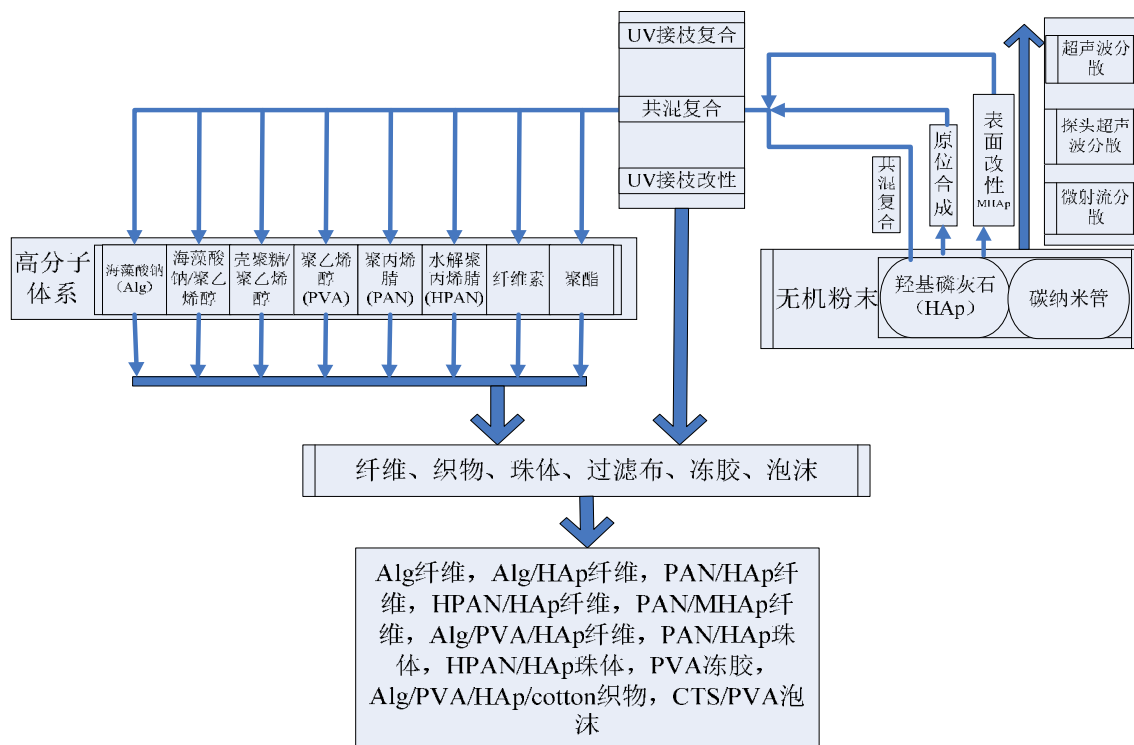 UV接枝复合
共混复合
UV接枝改性
超声波分
散
探头超声
波分散
微射流分
散
表面改性
MHAp
原位合成
共混复合
高分子
体系
海藻酸钠
（Alg）
海藻酸
钠/聚乙
烯醇
壳聚糖/
聚乙烯
醇
聚乙烯
醇
(PVA)
聚丙烯
腈
(PAN)
水解聚
丙烯腈
(HPAN)
纤维素
聚酯
无机粉末
羟基磷灰石
（HAp）
碳纳米管
纤维、织物、珠体、过滤布、冻胶、泡沫
Alg纤维，Alg/HAp纤维，PAN/HAp纤
维，HPAN/HAp纤维，PAN/MHAp纤
维，Alg/PVA/HAp纤维，PAN/HAp珠
体，HPAN/HAp珠体，PVA冻胶，
Alg/PVA/HAp/cotton织物，CTS/PVA泡
沫